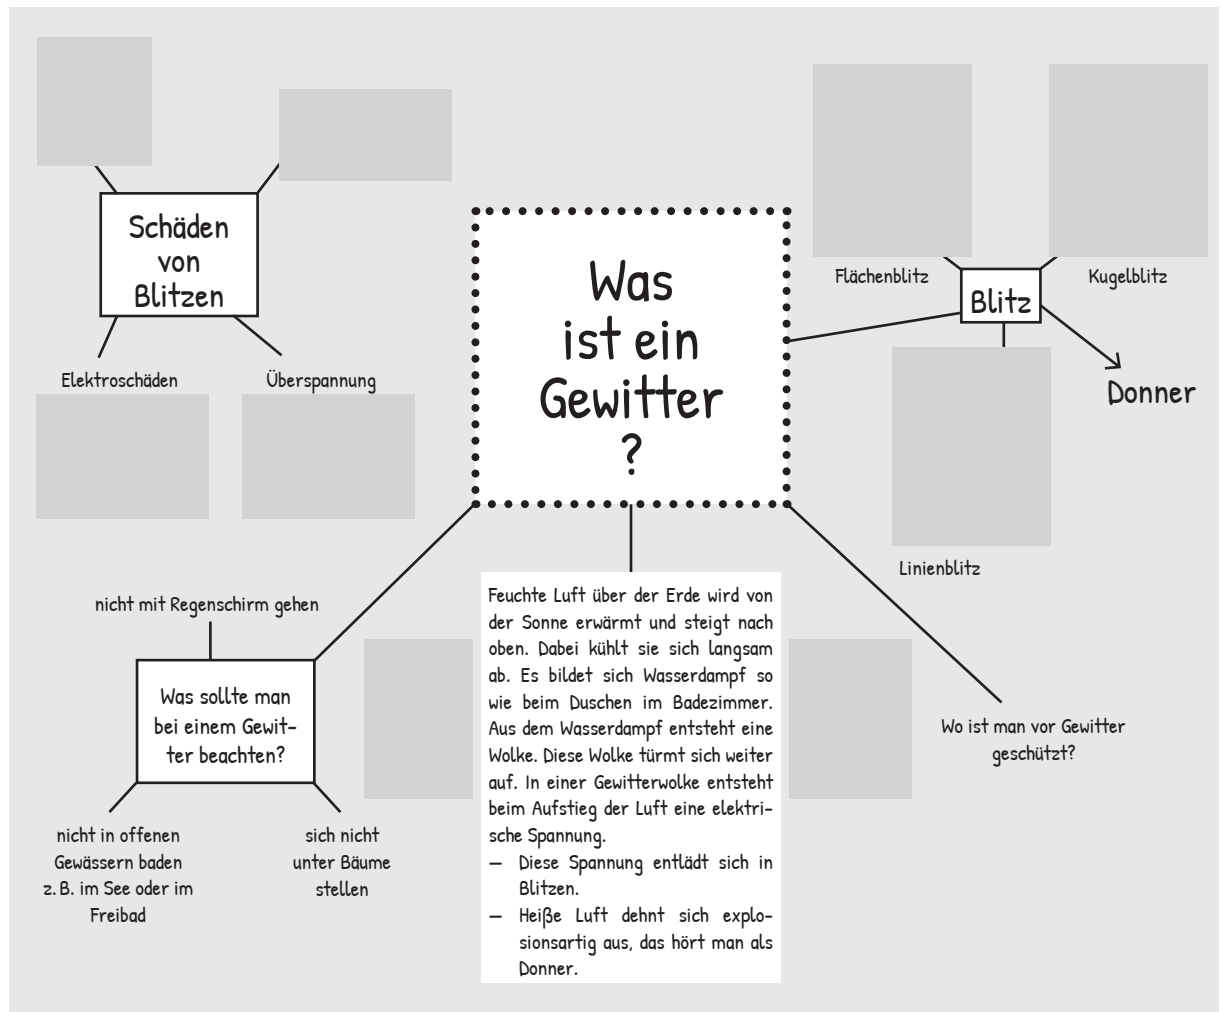 Schäden
von
Blitzen
Elektroschäden
Überspannung
Was
ist ein
Gewitter
?
Flächenblitz
Kugelblitz
Blitz
Donner
Linienblitz
nicht mit Regenschirm gehen
Was sollte man
bei einem Gewit-
ter beachten?
nicht in offenen
Gewässern baden
z. B. im See oder im
Freibad
sich nicht
unter Bäume
stellen
Feuchte Luft über der Erde wird von
der Sonne erwärmt und steigt nach
oben. Dabei kühlt sie sich langsam
ab. Es bildet sich Wasserdampf so
wie beim Duschen im Badezimmer.
Aus dem Wasserdampf entsteht eine
Wolke. Diese Wolke türmt sich weiter
auf. In einer Gewitterwolke entsteht
beim Aufstieg der Luft eine elektri-
sche Spannung.
– Diese Spannung entlädt sich in
Blitzen.
– Heiße Luft dehnt sich explo-
sionsartig aus, das hört man als
Donner.
Wo ist man vor Gewitter
geschützt?